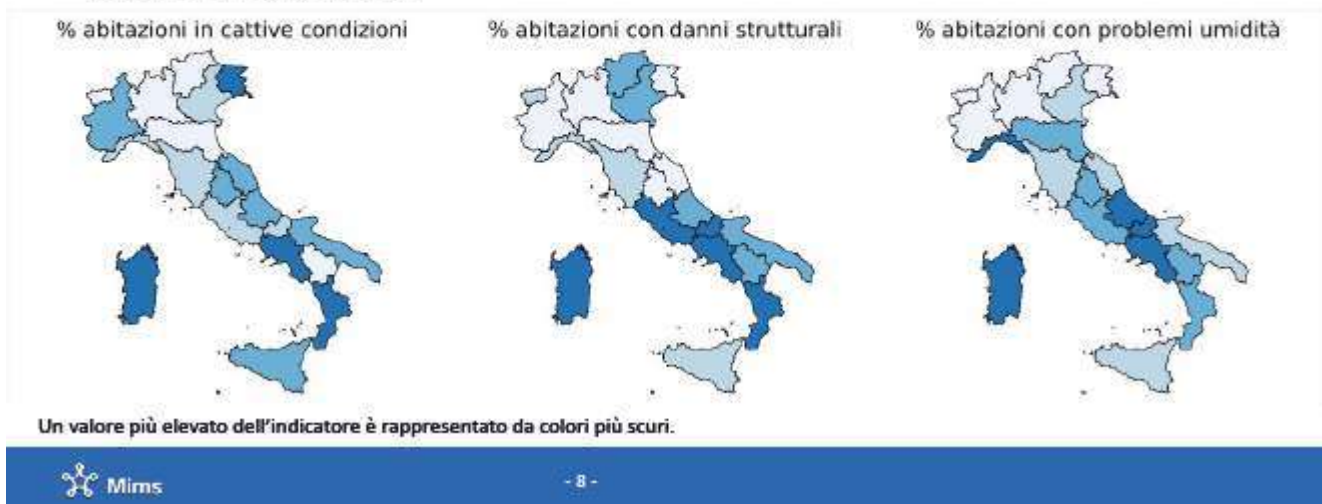 % abitazioni in cattive condizioni
% abitazioni con danni strutturali
% abitazioni con problemi umidità
Un valore più elevato dell'indicatore è rappresentato da colori più scuri.
Mims
- 8 -